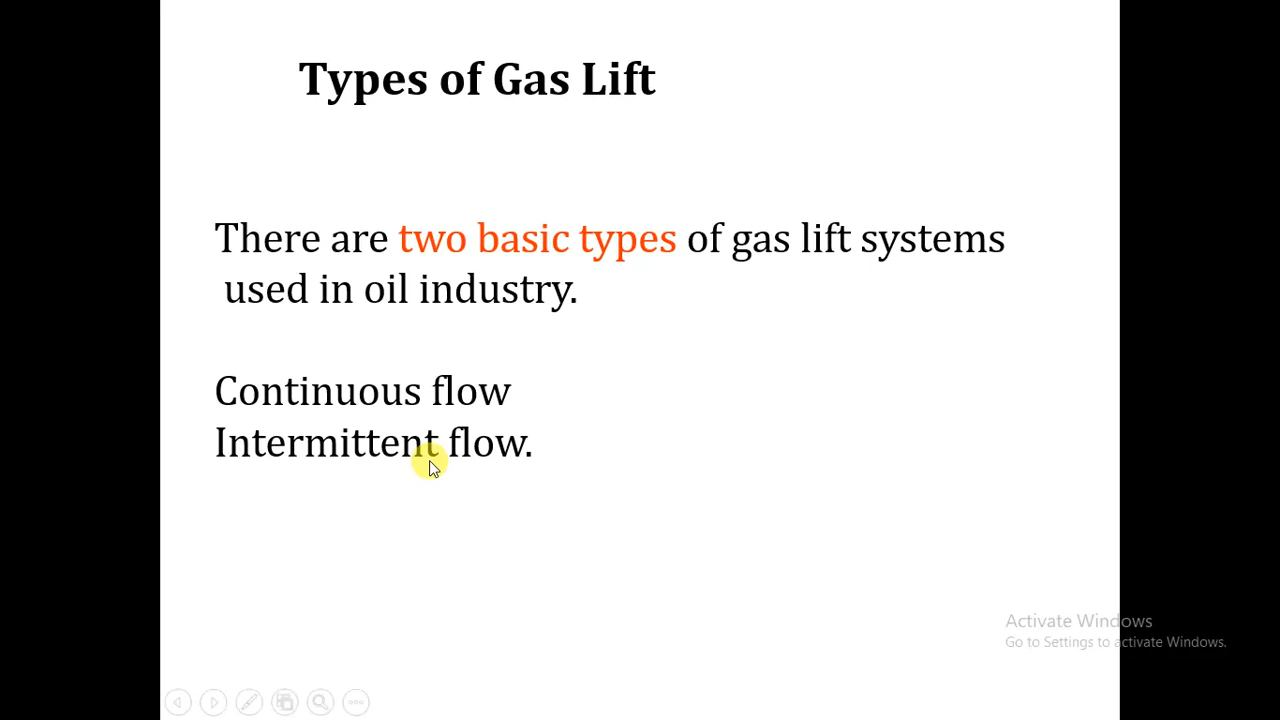 Types of Gas Lift
There are two basic types of gas lift systems
used in oil industry.
Continuous flow
Intermittent flow.
Activate Windows
Go to Settings to activate Windows.